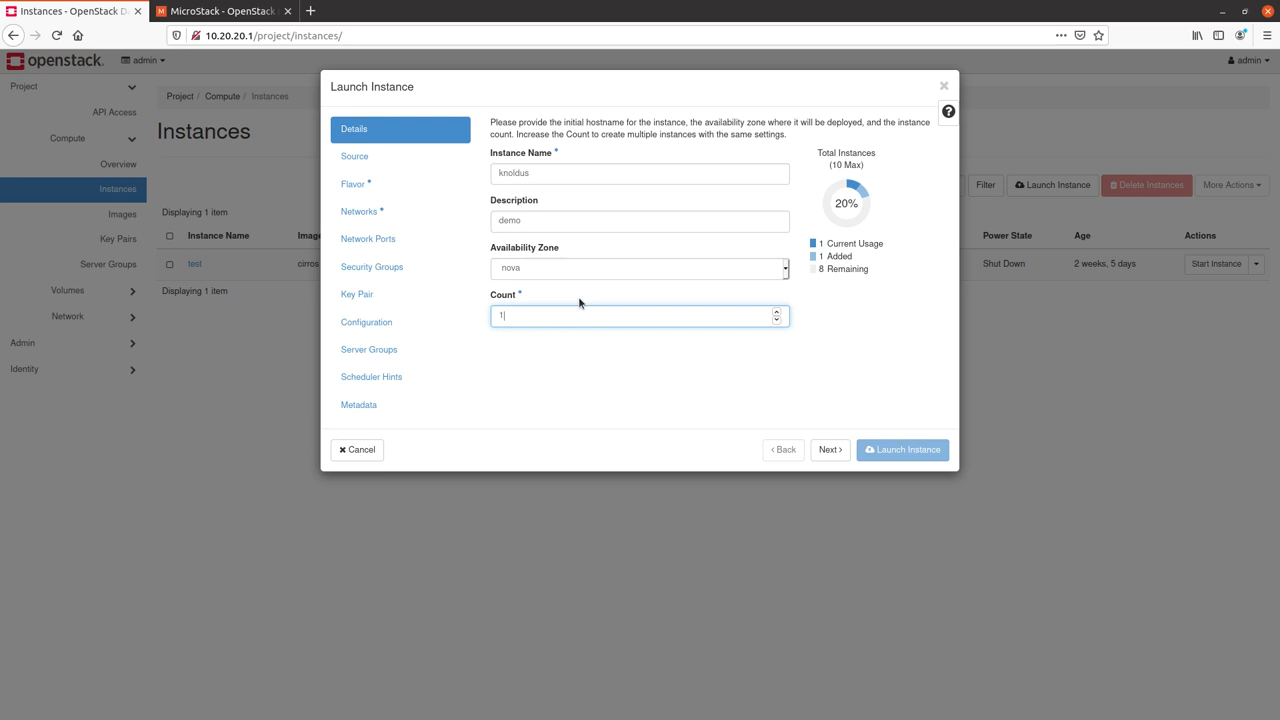 Instances - OpenStack D
MicroStack - OpenStack
10.20.20.1/project/instances/
openstack.
admin
admin
Project
API Access
Compute
Overview
Instances
Images
Key Pairs
Server Groups
Volumes
Network
Admin
Identity
Project / Compute / Instances
Instances
Filter
Launch Instance
Delete Instances
More Actions
Displaying 1 item
Instance Name
Image
Power State
Age
Actions
test
cirros
Shut Down
2 weeks, 5 days
Start Instance
Displaying 1 item
Launch Instance
Details
Source
Flavor *
Networks *
Network Ports
Security Groups
Key Pair
Configuration
Server Groups
Scheduler Hints
Metadata
Please provide the initial hostname for the instance, the availability zone where it will be deployed, and the instance
count. Increase the Count to create multiple instances with the same settings.
Instance Name *
knoldus
Description
demo
Availability Zone
nova
Count *
1
Total Instances
(10 Max)
20%
1 Current Usage
1 Added
8 Remaining
Cancel
< Back
Next >
Launch Instance